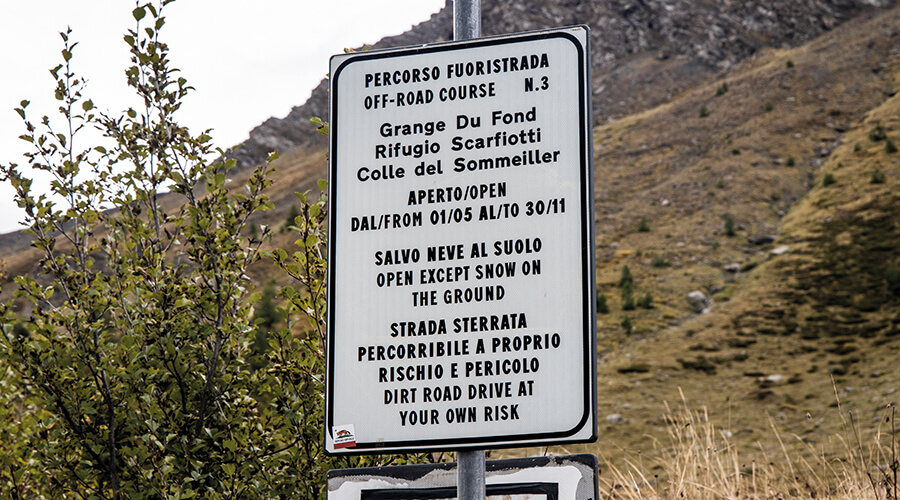 PERCORSO FUORISTRADA
OFF-ROAD COURSE N.3
Grange Du Fond
Rifugio Scarfiotti
Colle del Sommeiller
APERTO/OPEN
DAL/FROM 01/05 AL/TO 30/11
SALVO NEVE AL SUOLO
OPEN EXCEPT SNOW ON
THE GROUND
STRADA STERRATA
PERCORRIBILE A PROPRIO
RISCHIO E PERICOLO
DIRT ROAD DRIVE AT
YOUR OWN RISK